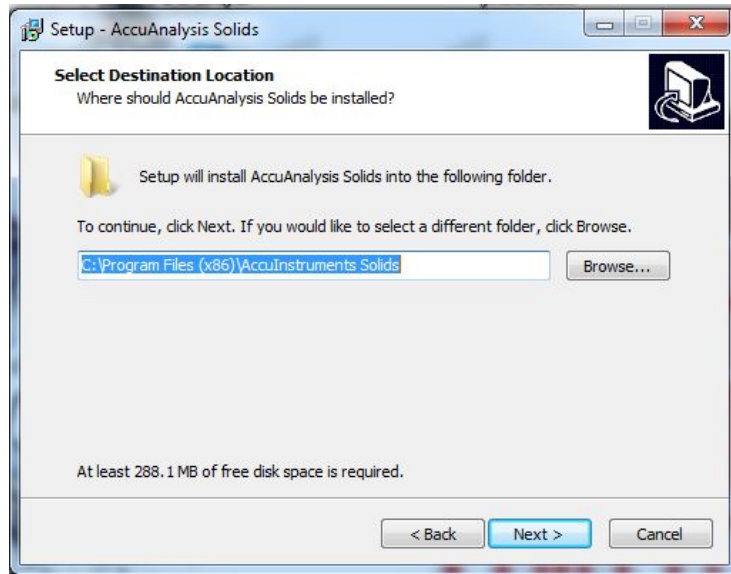 Setup - AccuAnalysis Solids
Select Destination Location
Where should AccuAnalysis Solids be installed?
Setup will install AccuAnalysis Solids into the following folder.
To continue, click Next. If you would like to select a different folder, click Browse.
C:\Program Files (x86)\AccuInstruments Solids
Browse...
At least 288.1 MB of free disk space is required.
< Back
Next >
Cancel